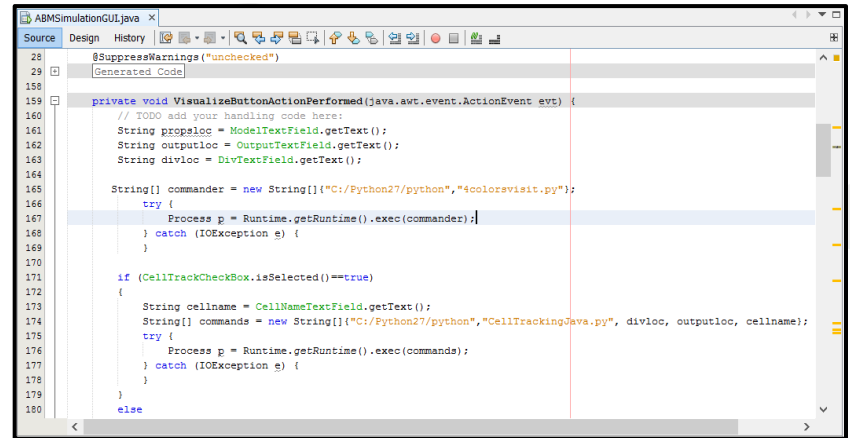 ABMSimulationGUI.java
Source Design History
28 @SuppressWarnings("unchecked")
29 Generated Code
158
159 private void VisualizeButtonActionPerformed(java.awt.event.ActionEvent evt) {
160 // TODO add your handling code here:
161 String propsloc = ModelTextField.getText();
162 String outputloc = OutputTextField.getText();
163 String divloc = DivTextField.getText();
164
165 String[] commander = new String[]{"C:/Python27/python","4colorsvisit.py"};
166 try {
167 Process p = Runtime.getRuntime().exec(commander);
168 } catch (IOException e) {
169 }
170
171 if (CellTrackCheckBox.isSelected()==true)
172 {
173 String cellname = CellNameTextField.getText();
174 String[] commands = new String[]{"C:/Python27/python","CellTrackingJava.py", divloc, outputloc, cellname};
175 try {
176 Process p = Runtime.getRuntime().exec(commands);
177 } catch (IOException e) {
178 }
179 }
180 else